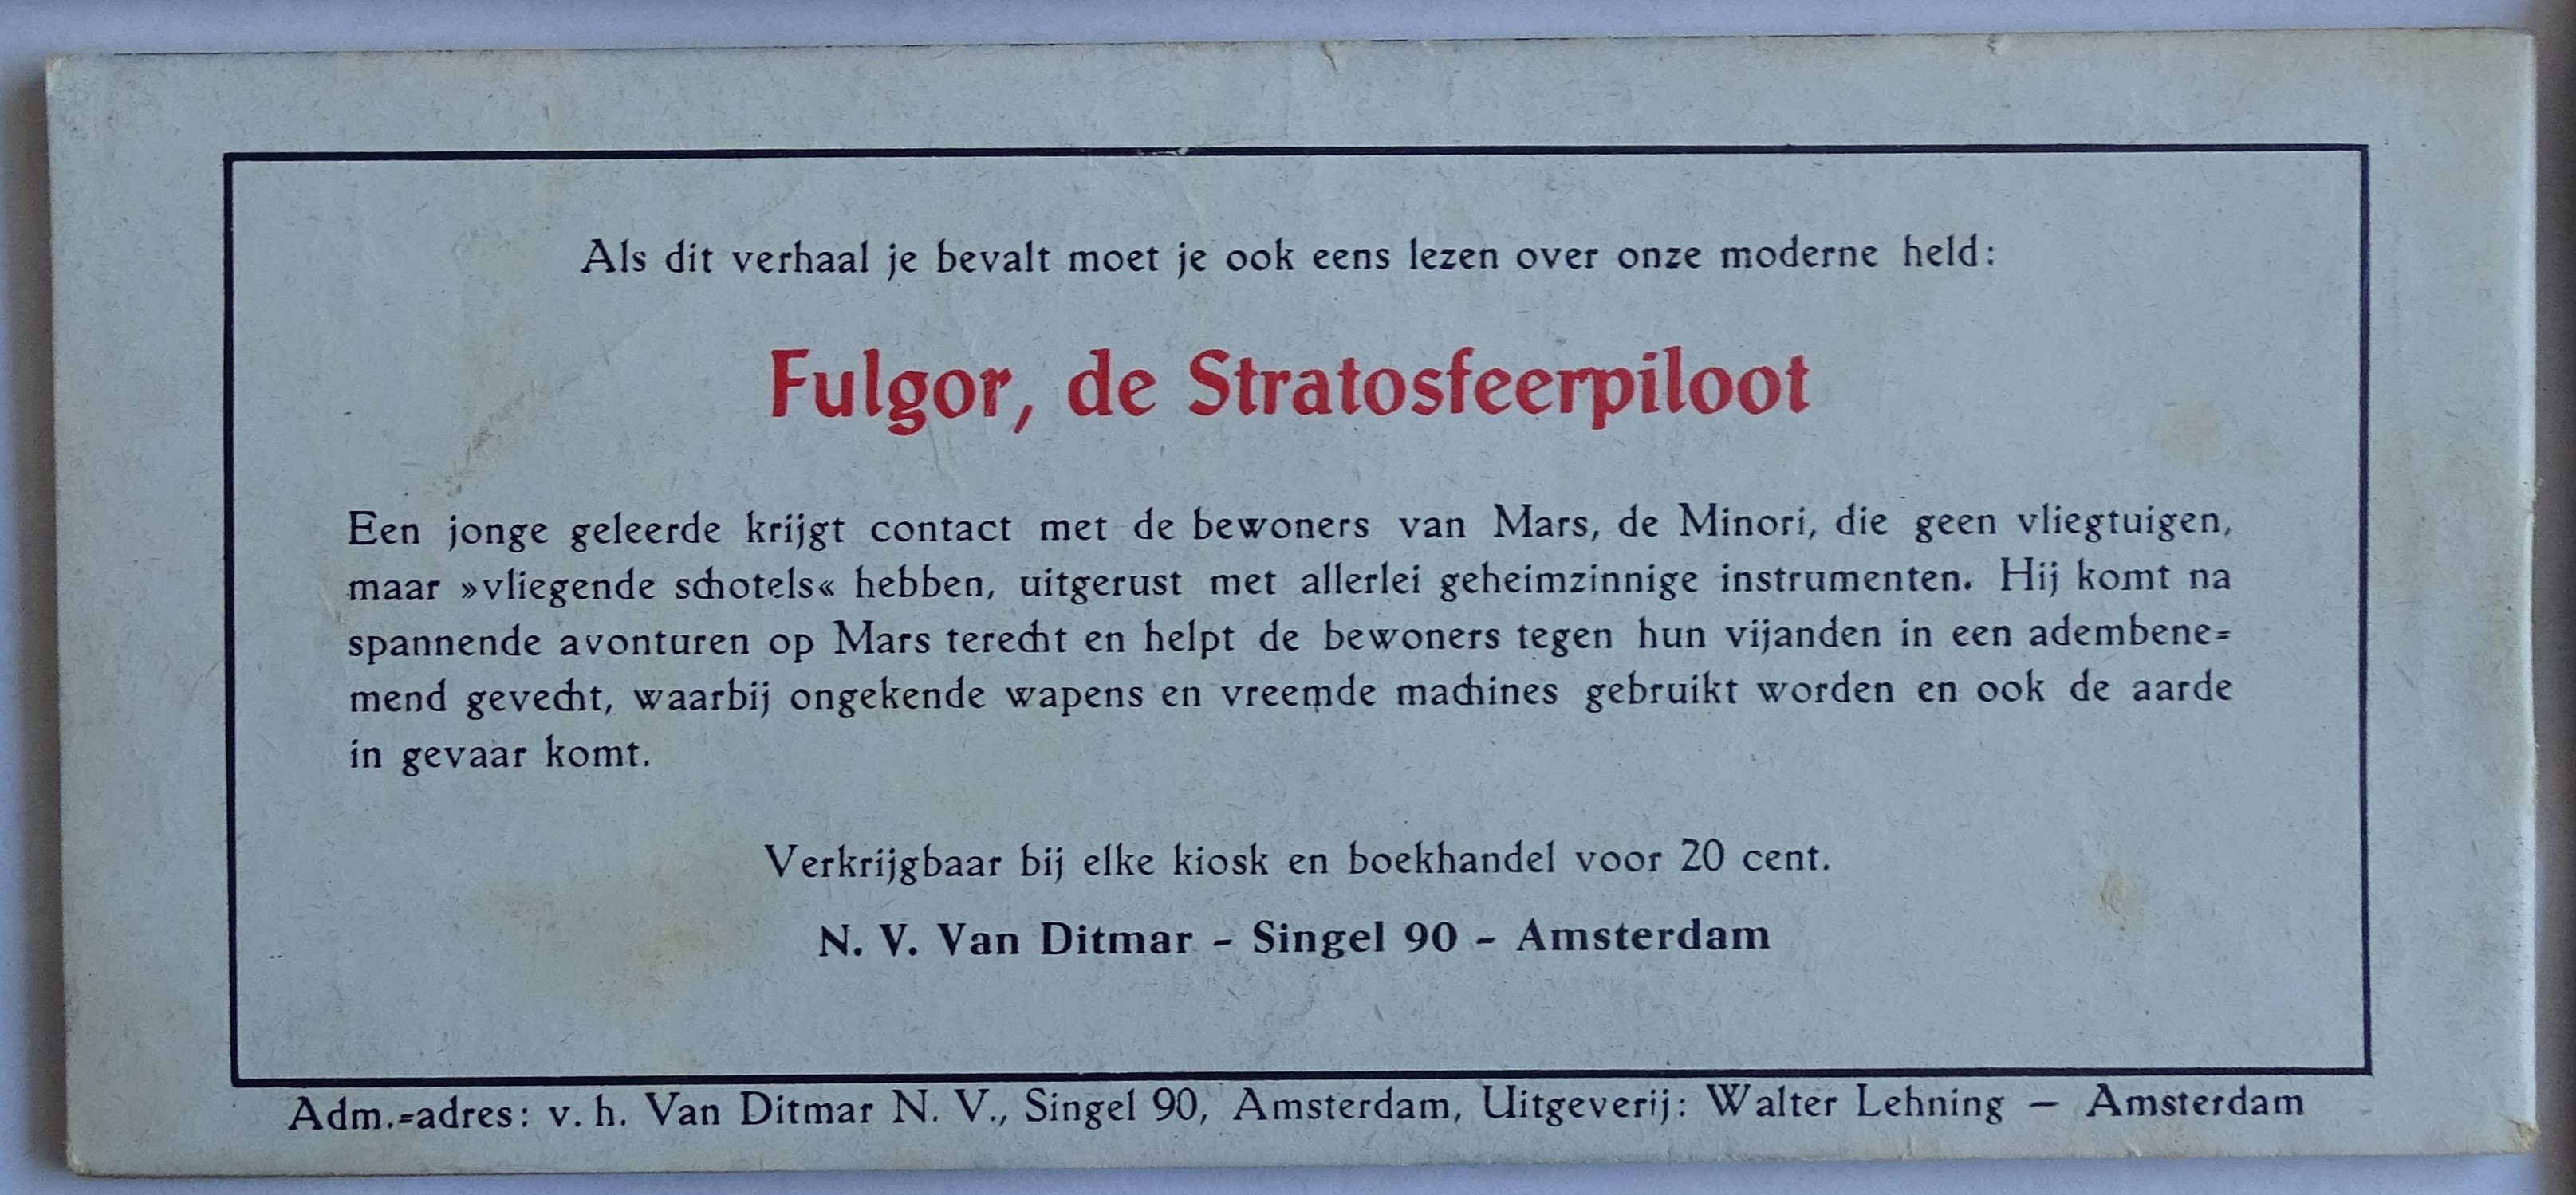 Als dit verhaal je bevalt moet je ook eens lezen over onze moderne held:
Fulgor, de Stratosfeerpiloot
Een jonge geleerde krijgt contact met de bewoners van Mars, de Minori, die geen vliegtuigen,
maar »vliegende schotels« hebben, uitgerust met allerlei geheimzinnige instrumenten. Hij komt na
spannende avonturen op Mars terecht en helpt de bewoners tegen hun vijanden in een adembene=
mend gevecht, waarbij ongekende wapens en vreemde machines gebruikt worden en ook de aarde
in gevaar komt.
Verkrijgbaar bij elke kiosk en boekhandel voor 20 cent.
N. V. Van Ditmar - Singel 90 - Amsterdam
Adm.=adres: v. h. Van Ditmar N. V., Singel 90, Amsterdam, Uitgeverij: Walter Lehning — Amsterdam